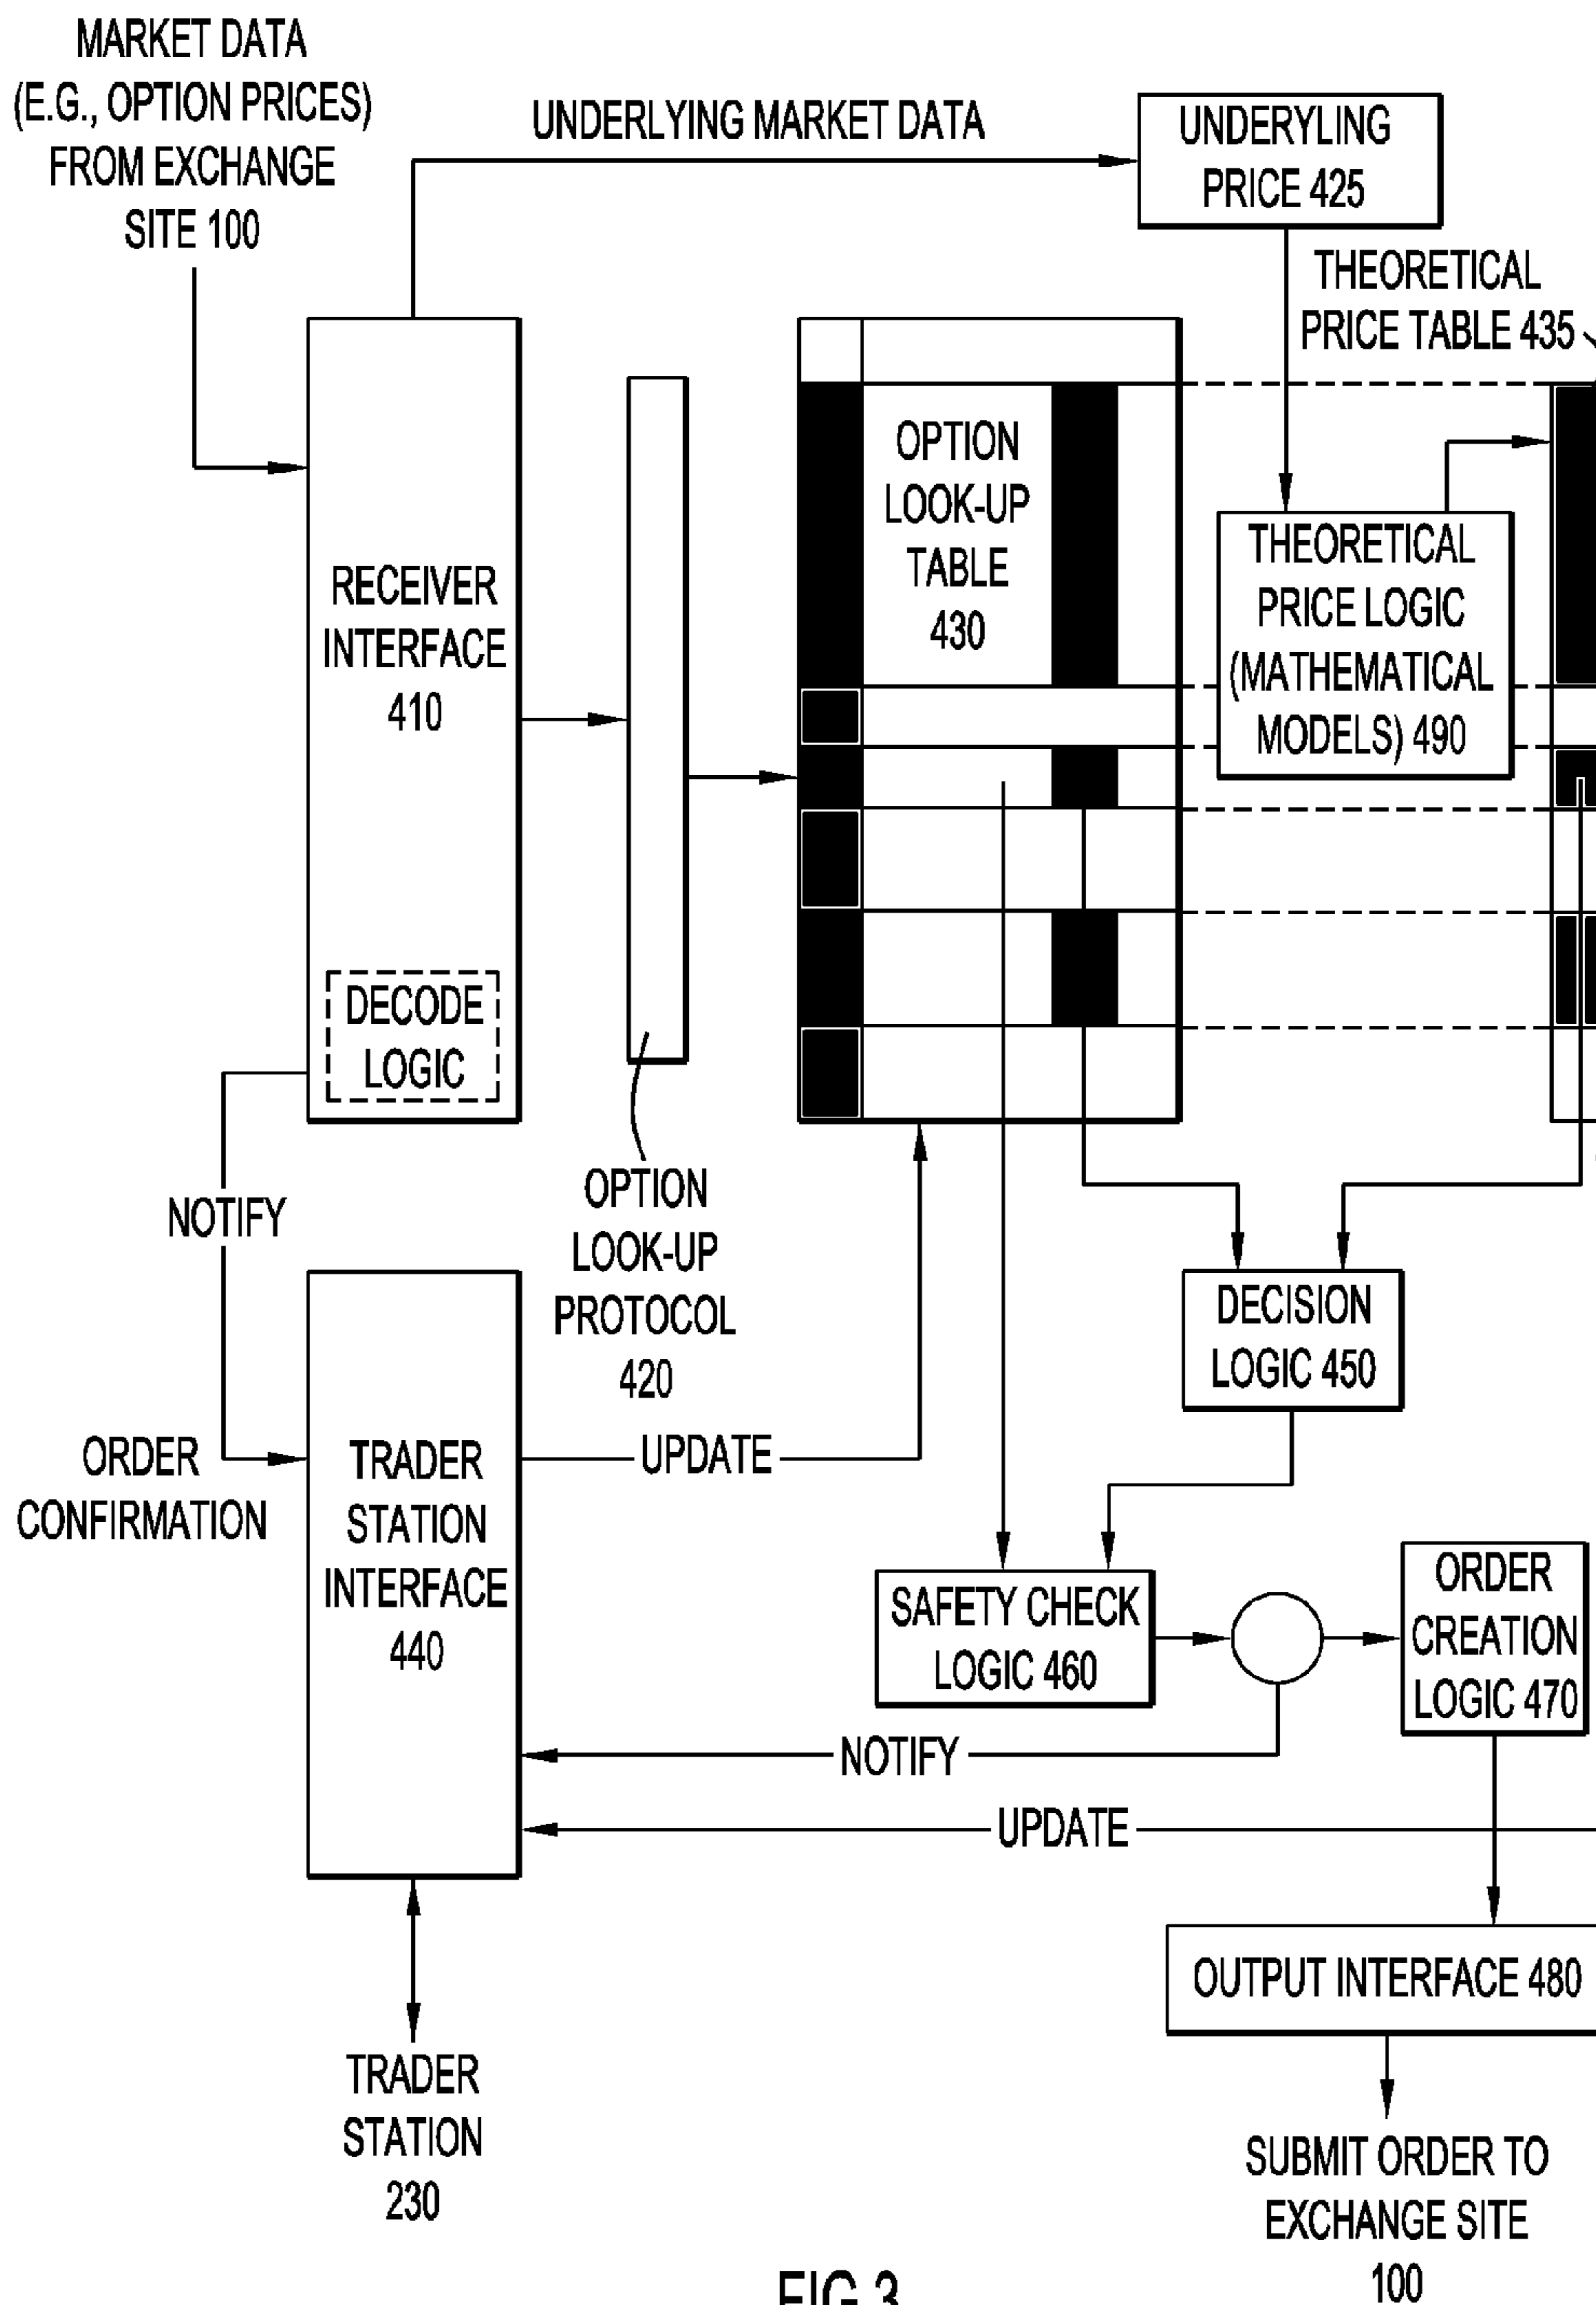 MARKET DATA
(E.G., OPTION PRICES)
FROM EXCHANGE
SITE 100
UNDERLYING MARKET DATA
UNDERYLING
PRICE 425
THEORETICAL
PRICE TABLE 435
OPTION
LOOK-UP
TABLE
430
THEORETICAL
PRICE LOGIC
(MATHEMATICAL
MODELS) 490
RECEIVER
INTERFACE
410
DECODE
LOGIC
NOTIFY
OPTION
LOOK-UP
PROTOCOL
420
DECISION
LOGIC 450
ORDER
CONFIRMATION
TRADER
STATION
INTERFACE
440
UPDATE
SAFETY CHECK
LOGIC 460
ORDER
CREATION
LOGIC 470
NOTIFY
UPDATE
OUTPUT INTERFACE 480
TRADER
STATION
230
SUBMIT ORDER TO
EXCHANGE SITE
100
FIG.3